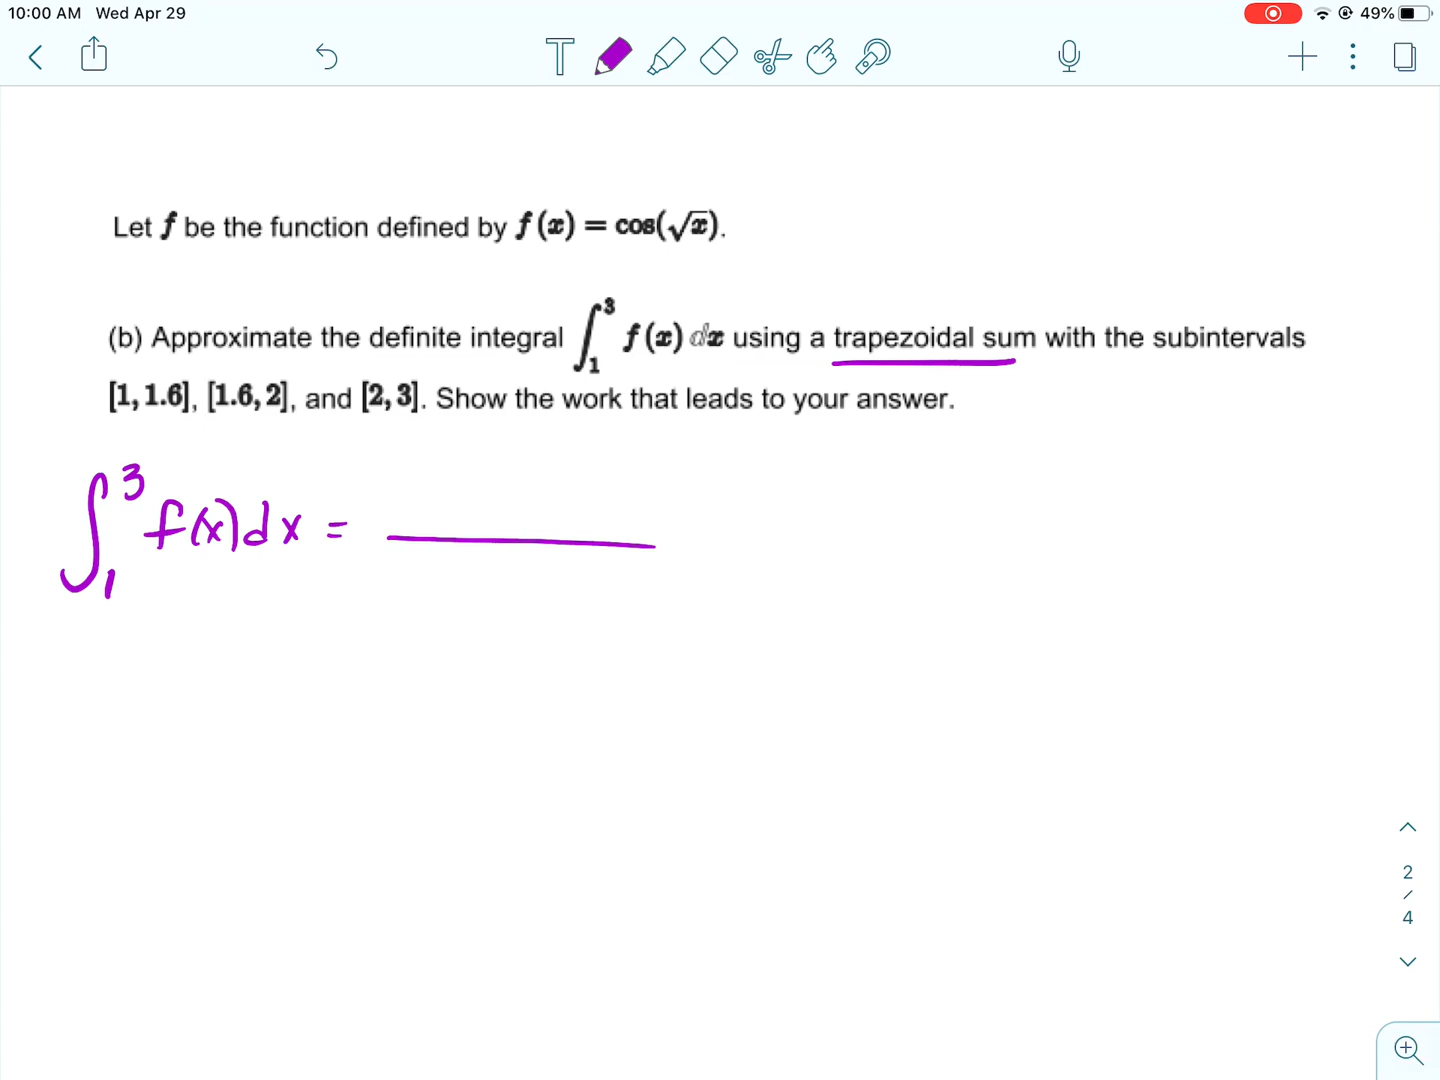 10:00 AM Wed Apr 29
49%
Let f be the function defined by f(x) = cos(√x).
(b) Approximate the definite integral ∫₁³ f(x) dx using a trapezoidal sum with the subintervals
[1, 1.6], [1.6, 2], and [2, 3]. Show the work that leads to your answer.
∫₁³ f(x)dx =
2
/
4